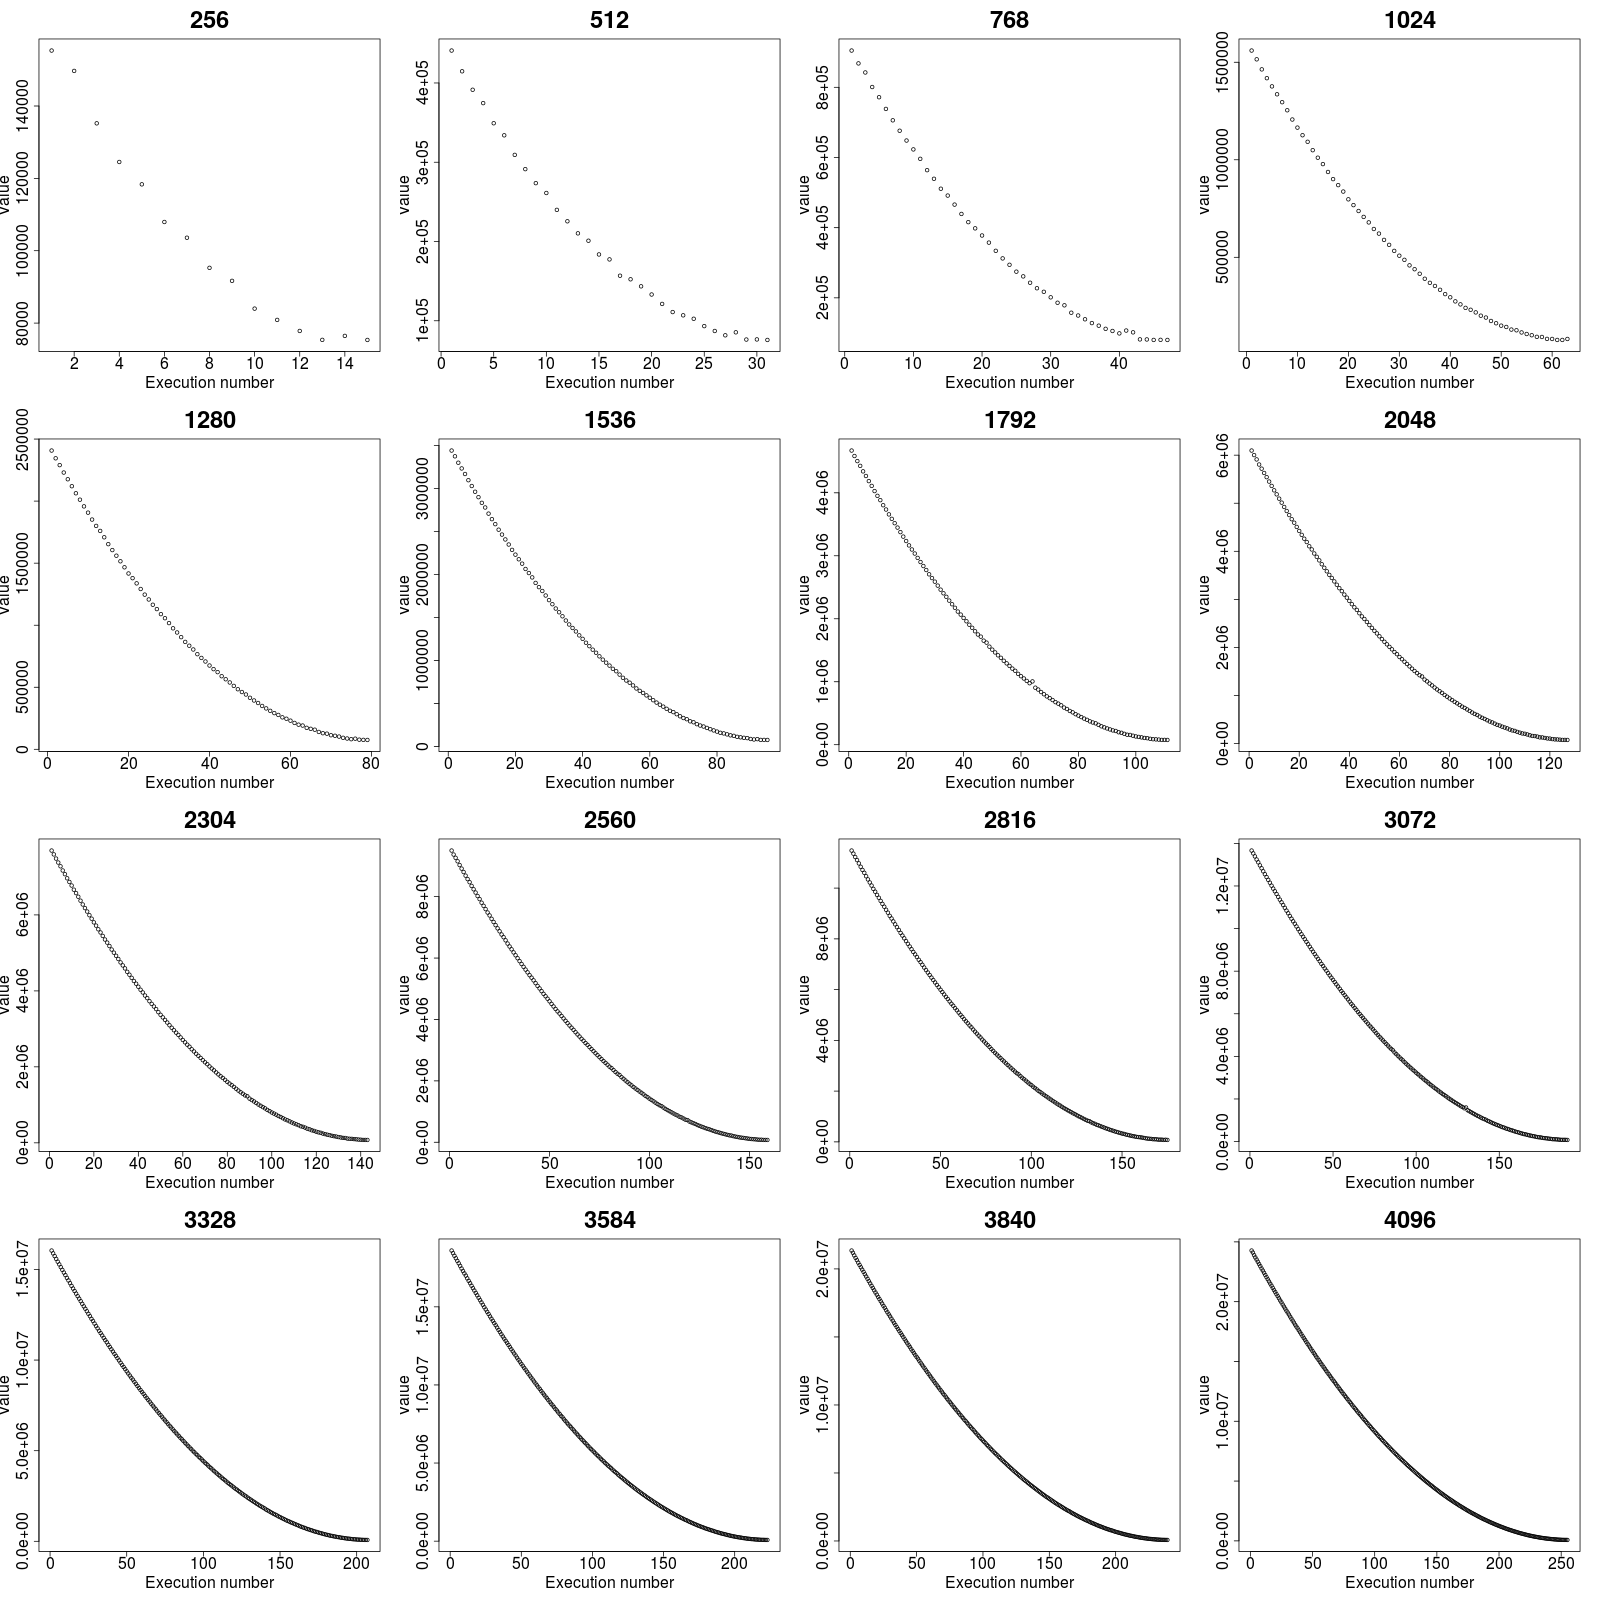 256
value
80000 100000 120000 140000
2 4 6 8 10 12 14
Execution number
512
value
1e+05 2e+05 3e+05 4e+05
0 5 10 15 20 25 30
Execution number
768
value
2e+05 4e+05 6e+05 8e+05
0 10 20 30 40
Execution number
1024
value
500000 1000000 1500000
0 10 20 30 40 50 60
Execution number
1280
value
0 500000 1500000 2500000
0 20 40 60 80
Execution number
1536
value
0 1000000 2000000 3000000
0 20 40 60 80
Execution number
1792
value
0e+00 1e+06 2e+06 3e+06 4e+06
0 20 40 60 80 100
Execution number
2048
value
0e+00 2e+06 4e+06 6e+06
0 20 40 60 80 100 120
Execution number
2304
value
0e+00 2e+06 4e+06 6e+06
0 20 40 60 80 100 120 140
Execution number
2560
value
0e+00 2e+06 4e+06 6e+06 8e+06
0 50 100 150
Execution number
2816
value
0e+00 4e+06 8e+06
0 50 100 150
Execution number
3072
value
0.0e+00 4.0e+06 8.0e+06 1.2e+07
0 50 100 150
Execution number
3328
value
0.0e+00 5.0e+06 1.0e+07 1.5e+07
0 50 100 150 200
Execution number
3584
value
0.0e+00 5.0e+06 1.0e+07 1.5e+07
0 50 100 150 200
Execution number
3840
value
0.0e+00 1.0e+07 2.0e+07
0 50 100 150 200
Execution number
4096
value
0.0e+00 1.0e+07 2.0e+07
0 50 100 150 200 250
Execution number